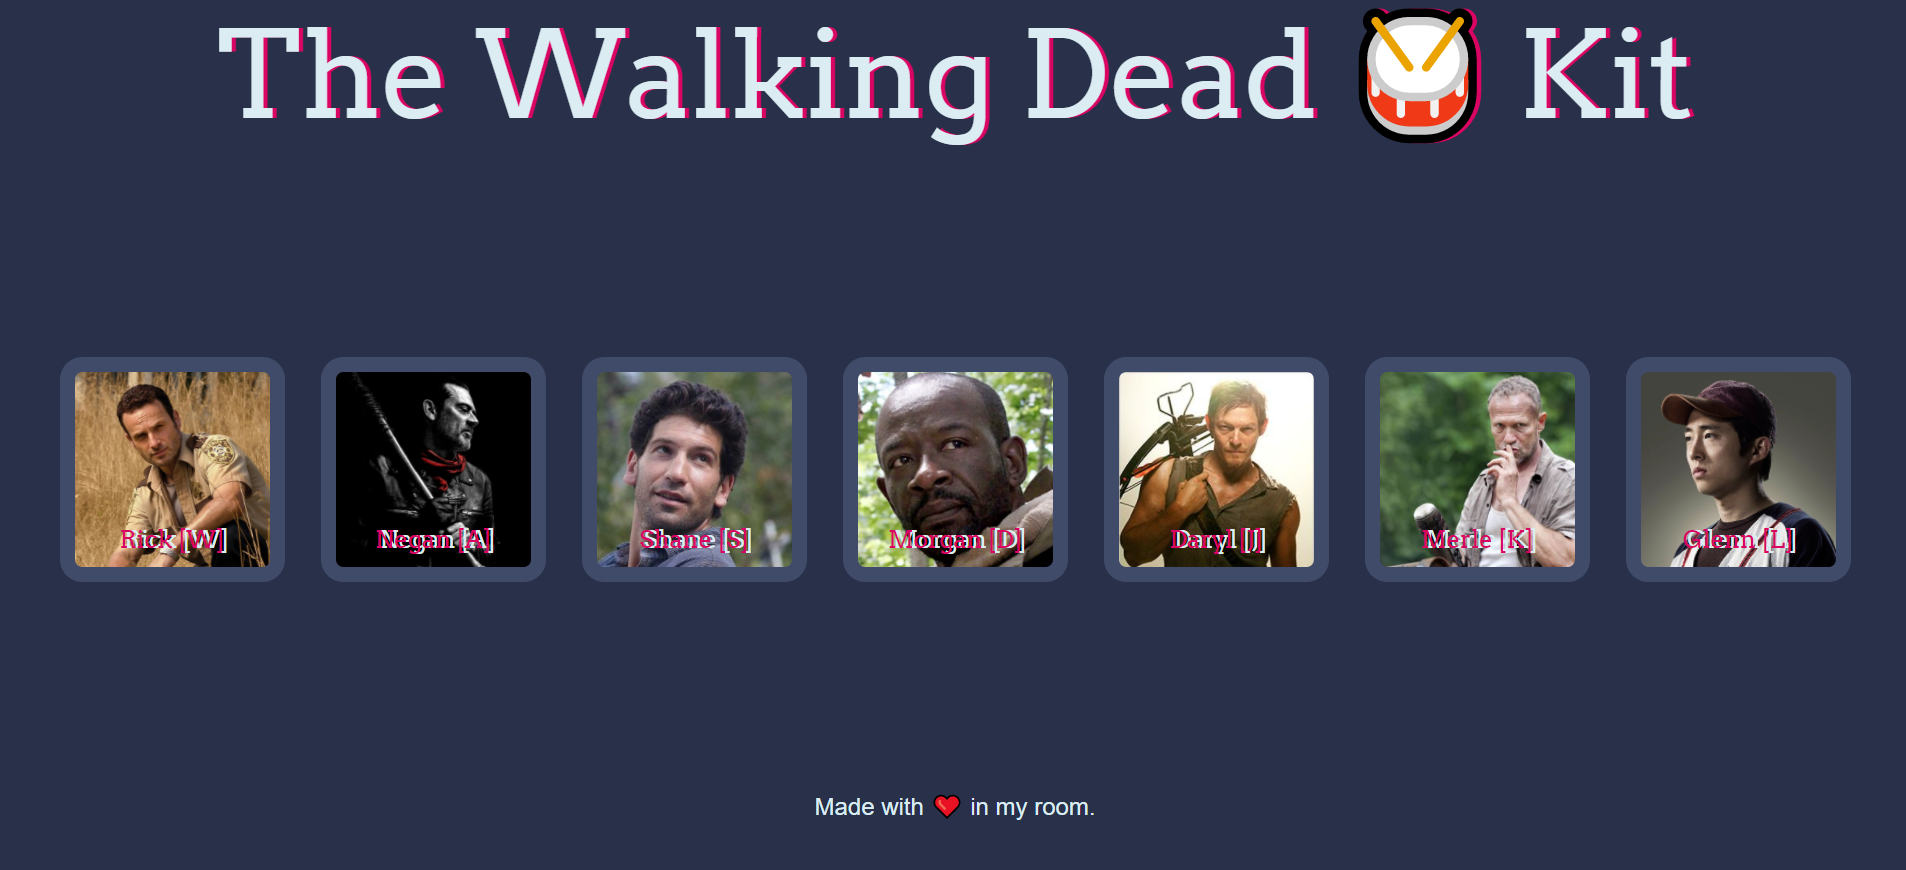 The Walking Dead 🥁 Kit
Rick [W]
Negan [A]
Shane [S]
Morgan [D]
Daryl [J]
Merle [K]
Glenn [L]
Made with ❤️ in my room.